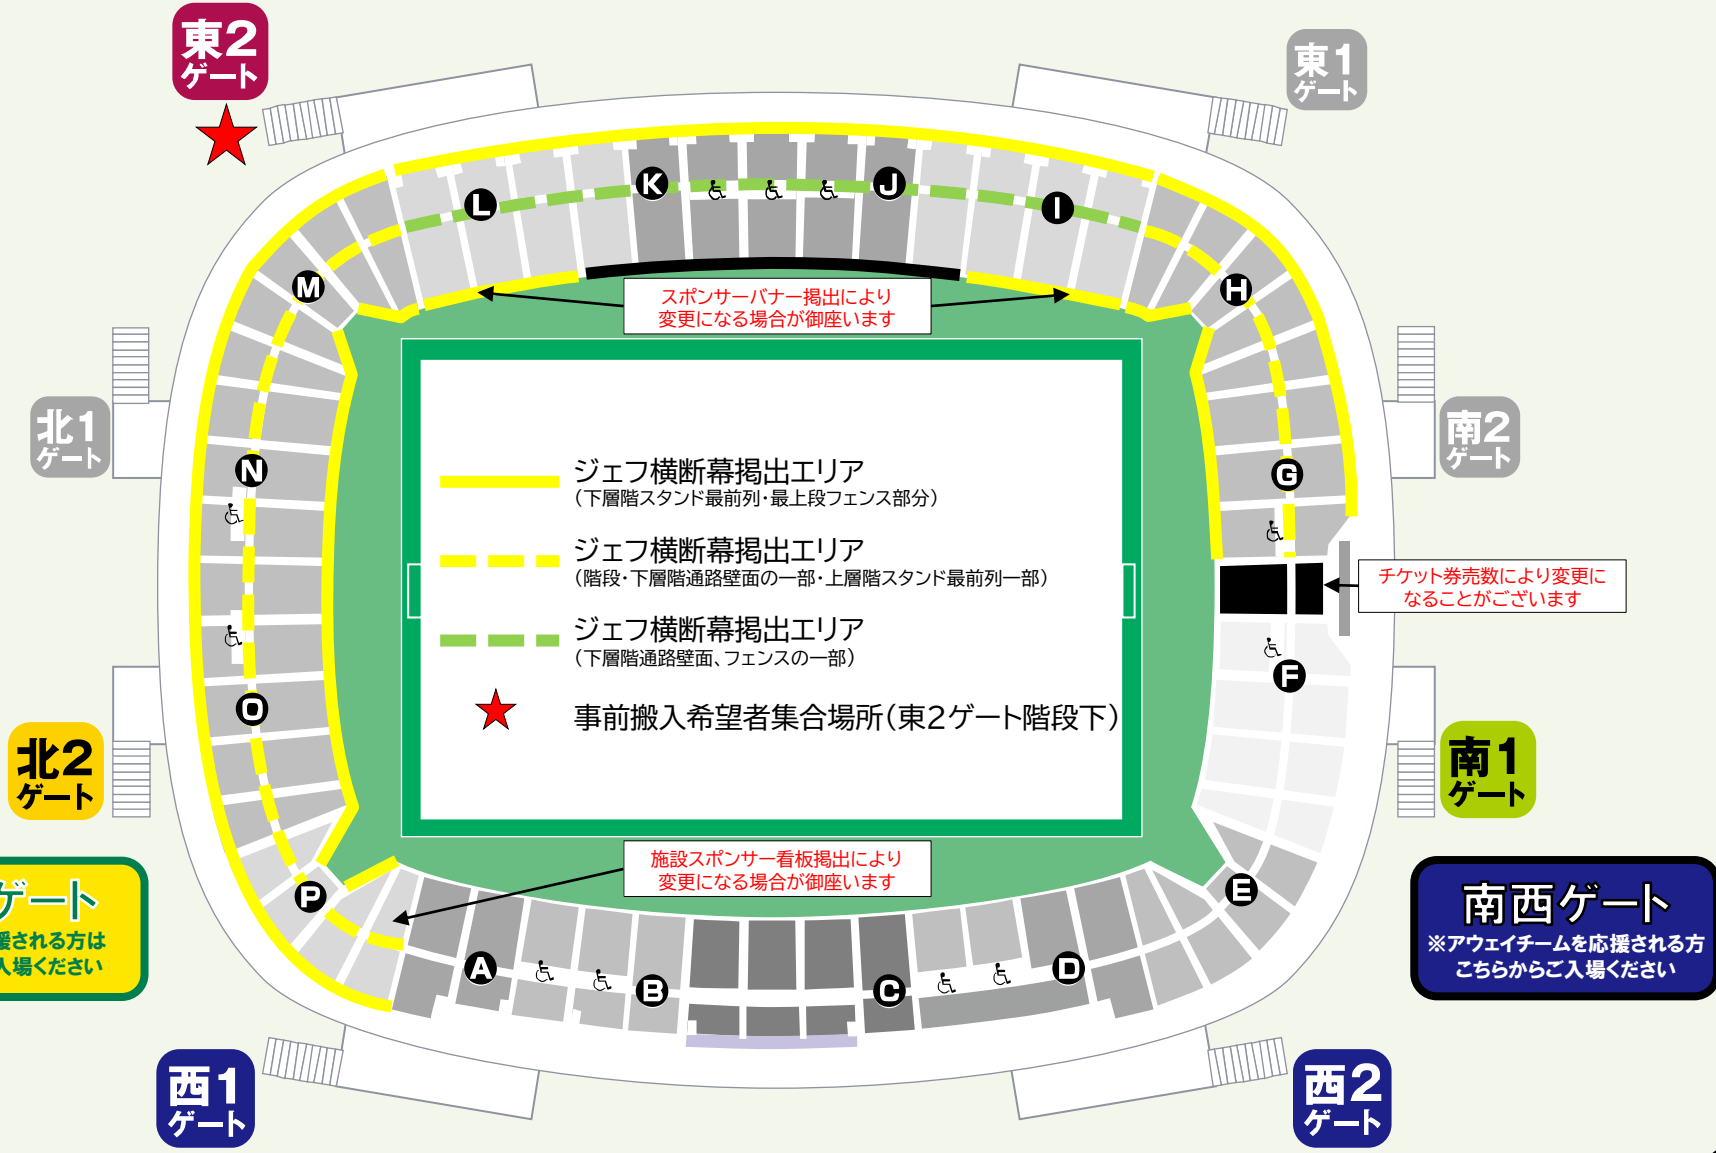 東2
ゲート
東1
ゲート
L
K
J
I
M
H
スポンサーバナー掲出により
変更になる場合が御座います
北1
ゲート
南2
ゲート
N
G
ジェフ横断幕掲出エリア
(下層階スタンド最前列・最上段フェンス部分)
ジェフ横断幕掲出エリア
(階段・下層階通路壁面の一部・上層階スタンド最前列一部)
ジェフ横断幕掲出エリア
(下層階通路壁面、フェンスの一部)
事前搬入希望者集合場所(東2ゲート階段下)
チケット券売数により変更に
なることがございます
O
F
北2
ゲート
南1
ゲート
施設スポンサー看板掲出により
変更になる場合が御座います
ゲート
援される方は
入場ください
P
E
南西ゲート
※アウェイチームを応援される方
こちらからご入場ください
A
B
C
D
西1
ゲート
西2
ゲート